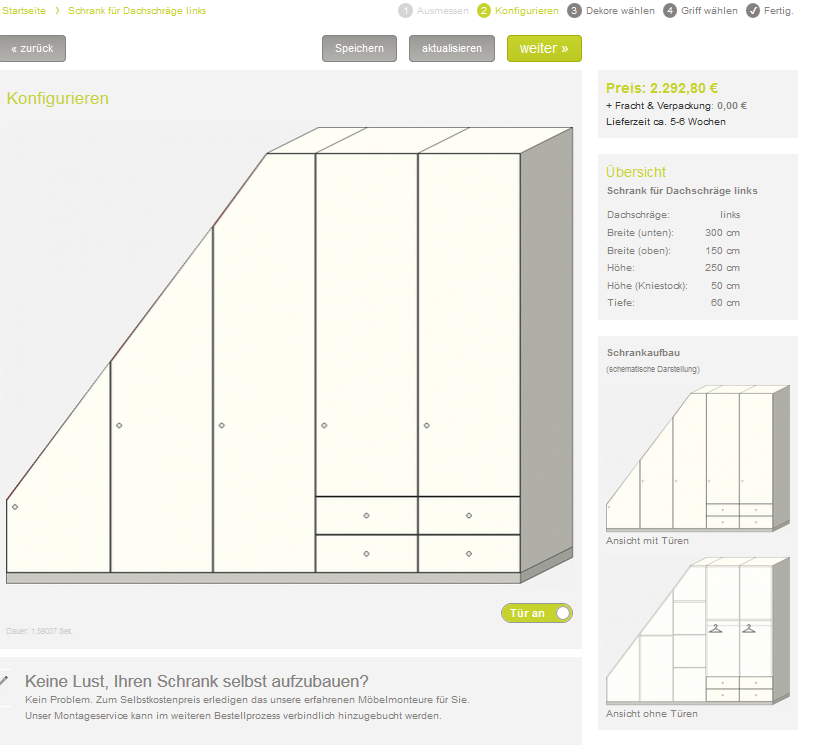 Startseite › Schrank für Dachschräge links
1 Ausmessen 2 Konfigurieren 3 Dekore wählen 4 Griff wählen ✓ Fertig.
« zurück
Speichern
aktualisieren
weiter »
Konfigurieren
Tür an
Dauer: 1,59037 Sek.
Keine Lust, Ihren Schrank selbst aufzubauen?
Kein Problem. Zum Selbstkostenpreis erledigen das unsere erfahrenen Möbelmonteure für Sie.
Unser Montageservice kann im weiteren Bestellprozess verbindlich hinzugebucht werden.
Preis: 2.292,80 €
+ Fracht & Verpackung: 0,00 €
Lieferzeit ca. 5-6 Wochen
Übersicht
Schrank für Dachschräge links
Dachschräge: links
Breite (unten): 300 cm
Breite (oben): 150 cm
Höhe: 250 cm
Höhe (Kniestock): 50 cm
Tiefe: 60 cm
Schrankaufbau
(schematische Darstellung)
Ansicht mit Türen
Ansicht ohne Türen